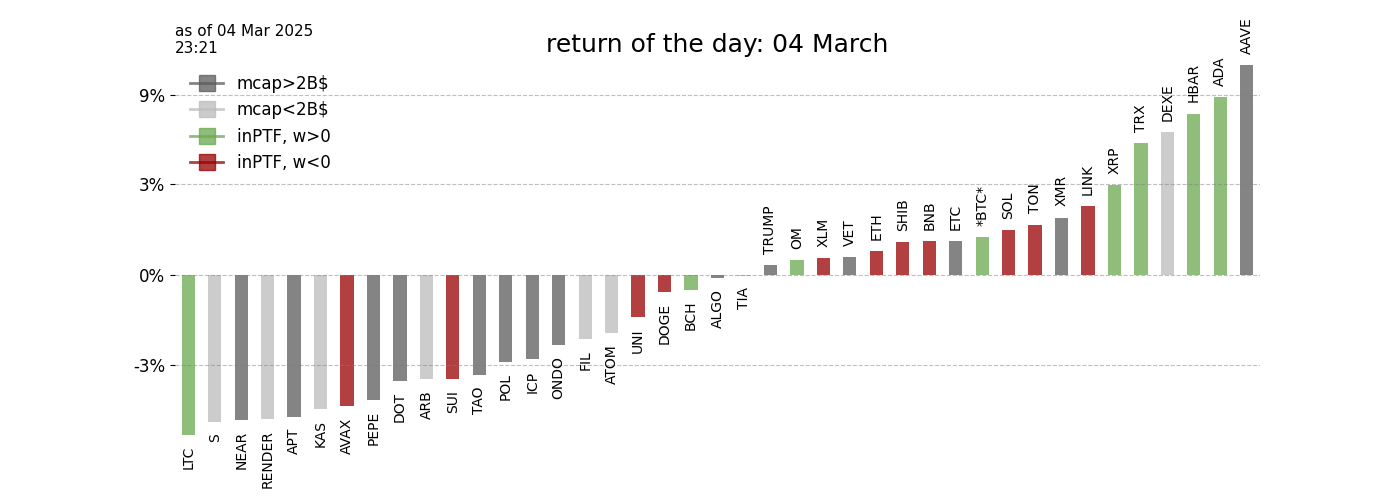 as of 04 Mar 2025
23:21
return of the day: 04 March
mcap>2B$
mcap<2B$
inPTF, w>0
inPTF, w<0
9%
3%
0%
-3%
LTC
S
NEAR
RENDER
APT
KAS
AVAX
PEPE
DOT
ARB
SUI
TAO
POL
ICP
ONDO
FIL
ATOM
UNI
DOGE
BCH
ALGO
TIA
TRUMP
OM
XLM
VET
ETH
SHIB
BNB
ETC
*BTC*
SOL
TON
XMR
LINK
XRP
TRX
DEXE
HBAR
ADA
AAVE